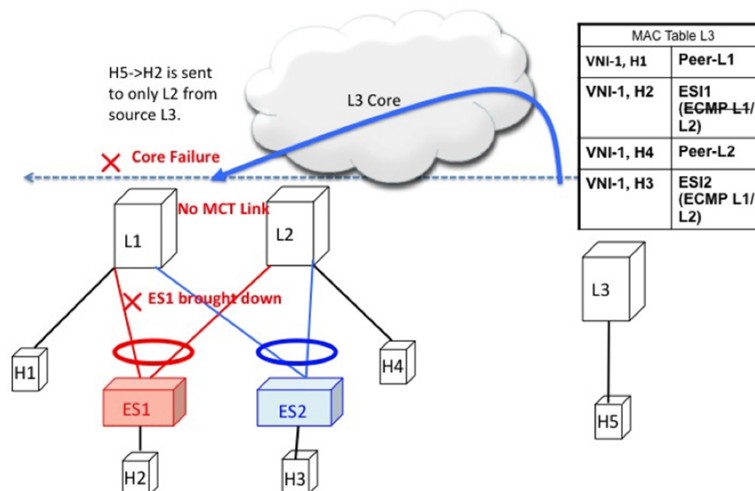 MAC Table L3
VNI-1, H1 Peer-L1
VNI-1, H2 ESI1
(ECMP L1/
L2)
VNI-1, H4 Peer-L2
VNI-1, H3 ESI2
(ECMP L1/
L2)
H5->H2 is sent
to only L2 from
source L3.
L3 Core
Core Failure
No MCT Link
L1
L2
L3
ES1 brought down
H1
H4
ES1
ES2
H5
H2
H3